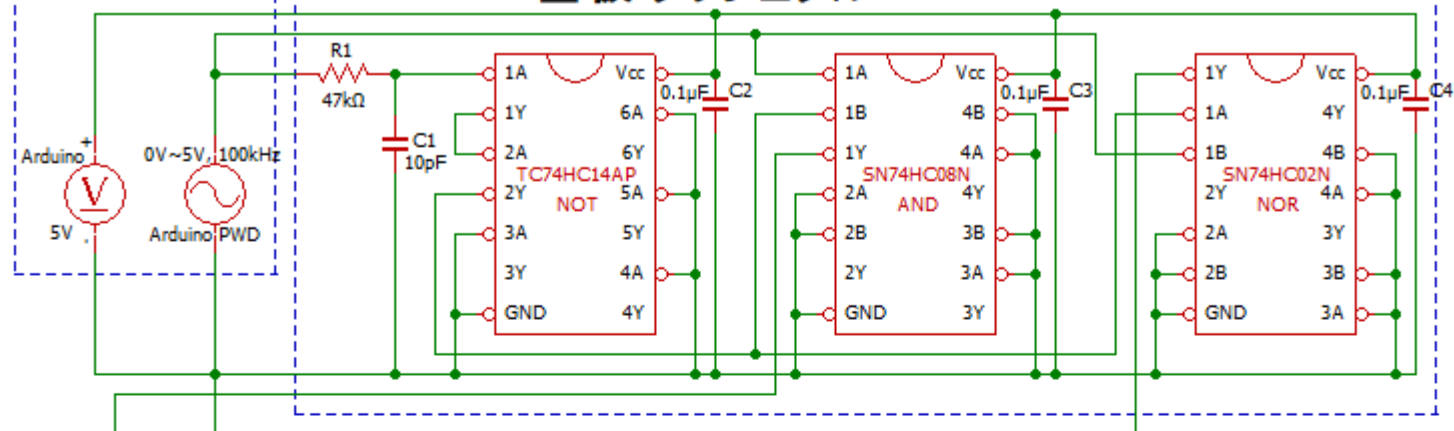 R1
47kΩ
C1
10pF
Arduino
+
V
5V
-
0V~5V, 100kHz
Arduino PWD
1A
1Y
2A
2Y
3A
3Y
GND
Vcc
6A
6Y
5A
5Y
4A
4Y
TC74HC14AP
NOT
0.1μF
C2
1A
1B
1Y
2A
2B
2Y
GND
Vcc
4B
4A
4Y
3B
3A
3Y
SN74HC08N
AND
0.1μF
C3
1Y
1A
1B
2Y
2A
2B
GND
Vcc
4Y
4B
4A
3Y
3B
3A
SN74HC02N
NOR
0.1μF
C4